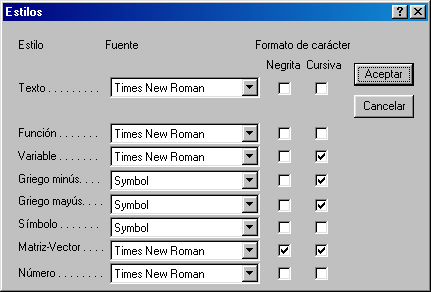 Estilos
Estilo Fuente Formato de carácter
Negrita Cursiva
Texto . . . . . . . . . Times New Roman
Aceptar
Cancelar
Función . . . . . . . Times New Roman
Variable . . . . . . . Times New Roman
Griego minús. . . . Symbol
Griego mayús. . . . Symbol
Símbolo . . . . . . . Symbol
Matriz-Vector . . . . Times New Roman
Número . . . . . . . . Times New Roman